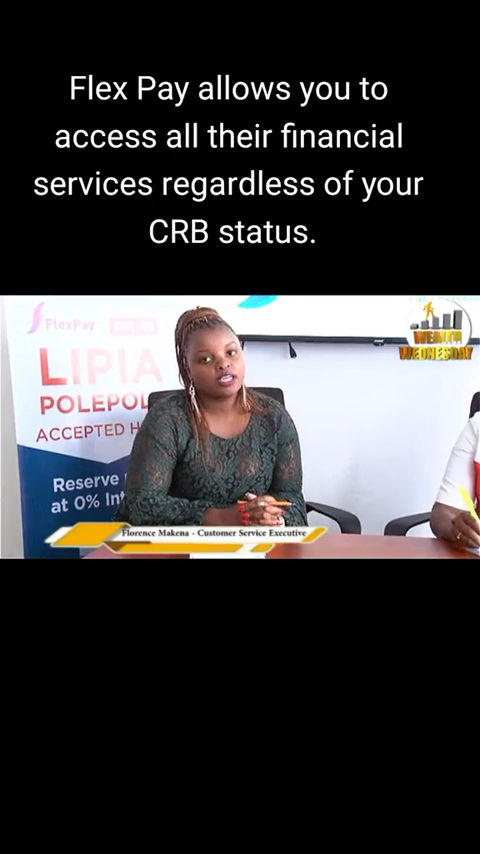 Flex Pay allows you to
access all their financial
services regardless of your
CRB status.
FlexPay
WEALTH
WEDNESDAY
LIPIA
POLEPOL
ACCEPTED H
Reserve
at 0% Int
Florence Makena - Customer Service Executive